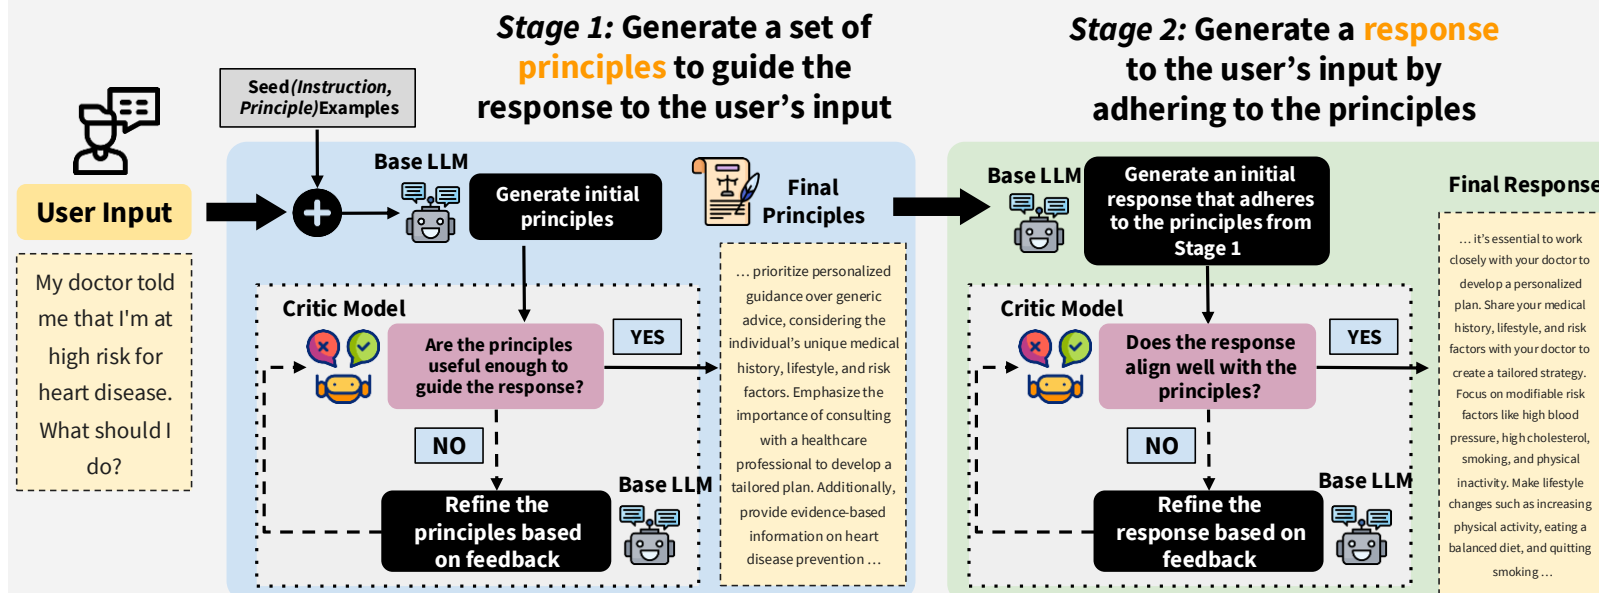 Stage 1: Generate a set of
principles to guide the
response to the user's input
Stage 2: Generate a response
to the user's input by
adhering to the principles
Seed(Instruction,
Principle)Examples
User Input
My doctor told
me that I'm at
high risk for
heart disease.
What should I
do?
Base LLM
Generate initial
principles
Critic Model
Are the principles
useful enough to
guide the response?
YES
NO
Refine the
principles based
on feedback
Base LLM
Final
Principles
… prioritize personalized
guidance over generic
advice, considering the
individual's unique medical
history, lifestyle, and risk
factors. Emphasize the
importance of consulting
with a healthcare
professional to develop a
tailored plan. Additionally,
provide evidence-based
information on heart
disease prevention …
Base LLM
Generate an initial
response that adheres
to the principles from
Stage 1
Critic Model
Does the response
align well with the
principles?
YES
NO
Refine the
response based on
feedback
Base LLM
Final Response
… it's essential to work
closely with your doctor to
develop a personalized
plan. Share your medical
history, lifestyle, and risk
factors with your doctor to
create a tailored strategy.
Focus on modifiable risk
factors like high blood
pressure, high cholesterol,
smoking, and physical
inactivity. Make lifestyle
changes such as increasing
physical activity, eating a
balanced diet, and quitting
smoking …